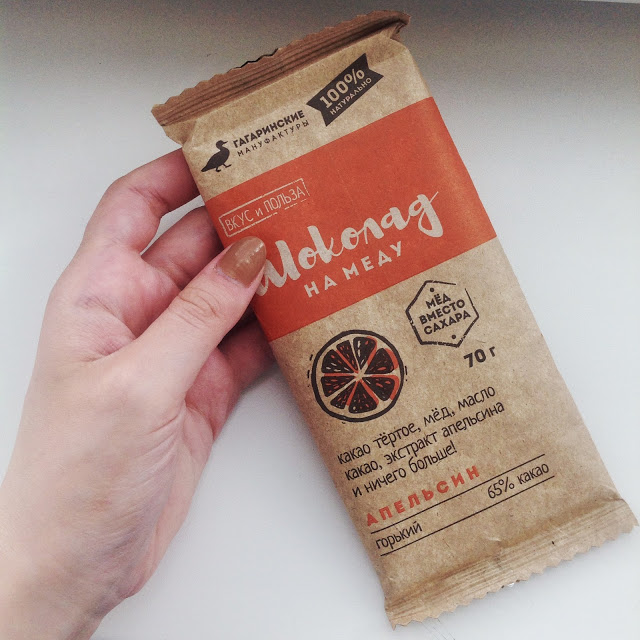 ГАГАРИНСКИЕ
МАНУФАКТУРЫ
100%
НАТУРАЛЬНО
ВКУС и ПОЛЬЗА
Шоколад
НА МЕДУ
МЁД
ВМЕСТО
САХАРА
70 г
какао тёртое, мёд, масло
какао, экстракт апельсина
и ничего больше!
АПЕЛЬСИН
горький
65% какао